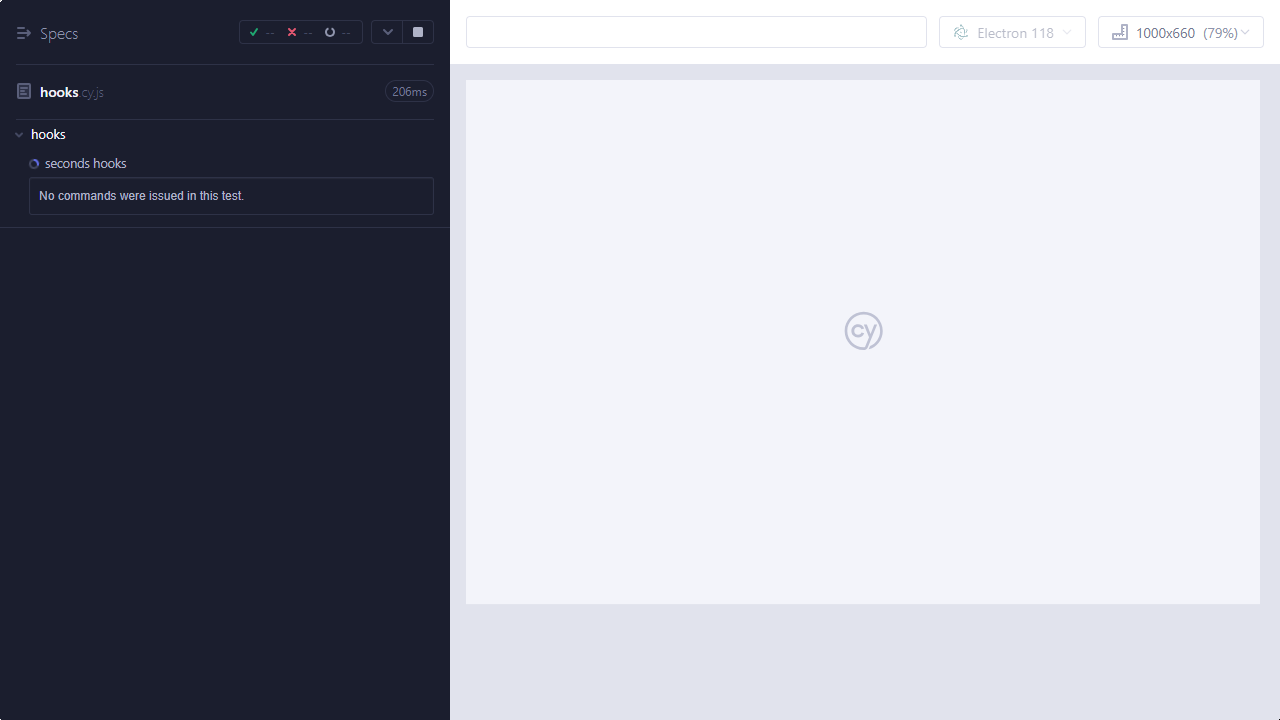 Specs
--
--
--
Electron 118
1000x660 (79%)
hooks.cy.js
206ms
hooks
seconds hooks
No commands were issued in this test.
cy